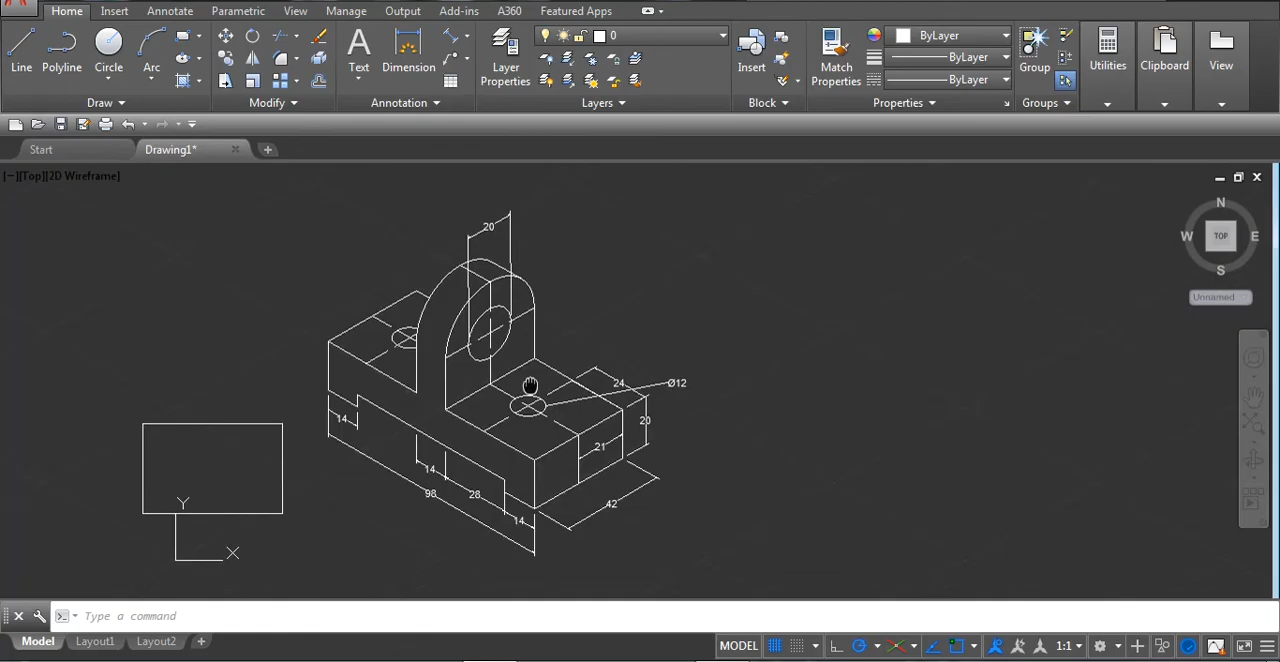 Home Insert Annotate Parametric View Manage Output Add-ins A360 Featured Apps
Line Polyline Circle Arc
Text Dimension
Layer Properties
0
Insert
Match Properties
ByLayer
ByLayer
ByLayer
Group
Utilities
Clipboard
View
Draw Modify Annotation Layers Block Properties Groups
Start Drawing1*
[−][Top][2D Wireframe]
N
W TOP E
S
Unnamed
20
24 Ø12
14 20
21
14
98 28 42
14
Y
X
Type a command
Model Layout1 Layout2
MODEL 1:1